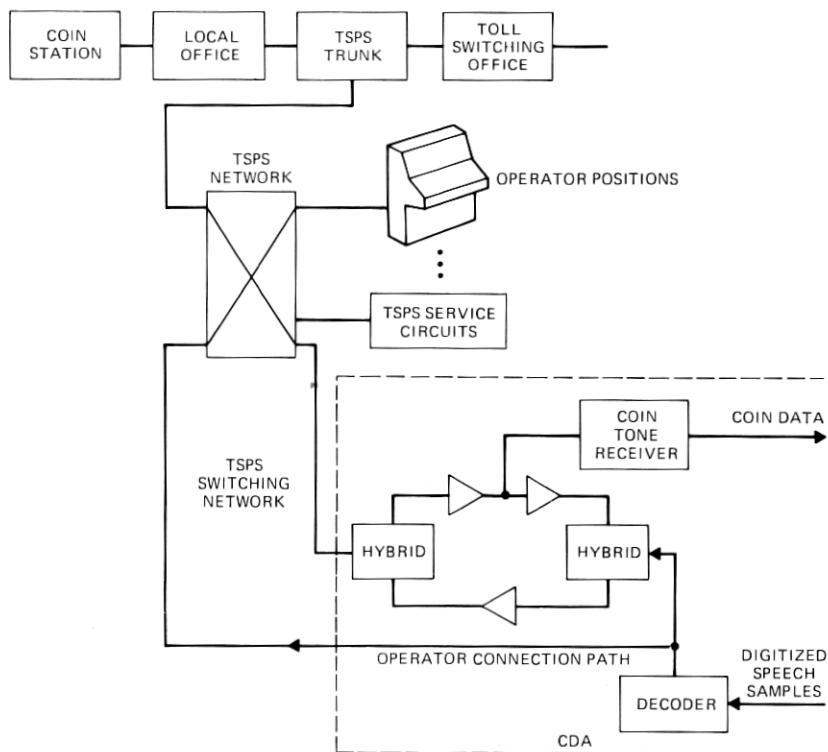 COIN
STATION
LOCAL
OFFICE
TSPS
TRUNK
TOLL
SWITCHING
OFFICE
TSPS
NETWORK
OPERATOR POSITIONS
TSPS SERVICE
CIRCUITS
COIN
TONE
RECEIVER
COIN DATA
TSPS
SWITCHING
NETWORK
HYBRID
HYBRID
OPERATOR CONNECTION PATH
DIGITIZED
SPEECH
SAMPLES
DECODER
CDA